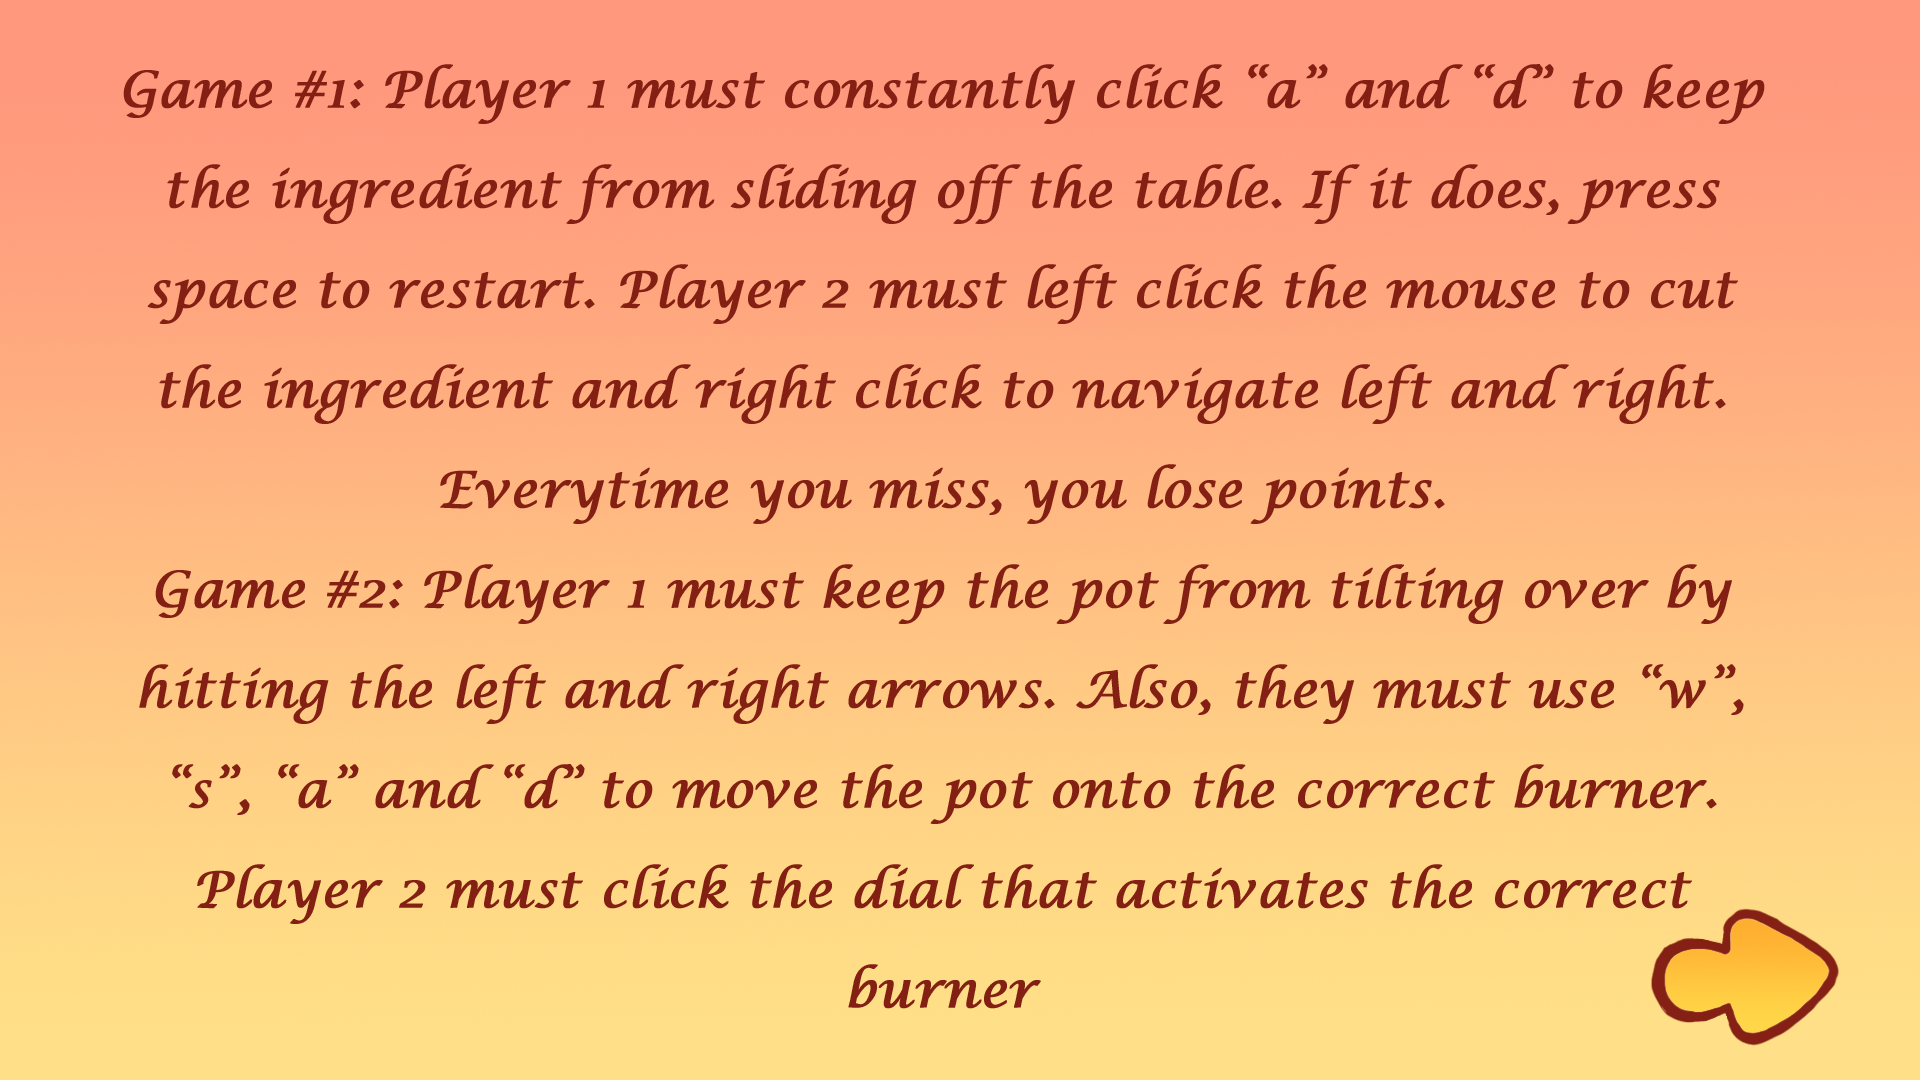 Game #1: Player 1 must constantly click “a” and “d” to keep
the ingredient from sliding off the table. If it does, press
space to restart. Player 2 must left click the mouse to cut
the ingredient and right click to navigate left and right.
Everytime you miss, you lose points.
Game #2: Player 1 must keep the pot from tilting over by
hitting the left and right arrows. Also, they must use “w”,
“s”, “a” and “d” to move the pot onto the correct burner.
Player 2 must click the dial that activates the correct
burner